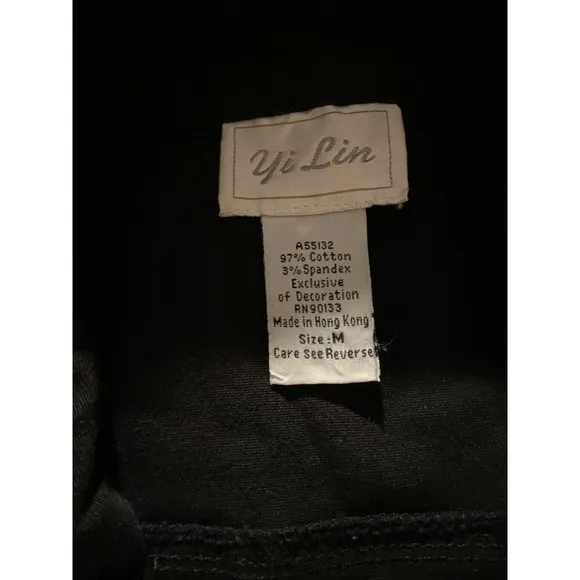 Yi Lin
A55132
97% Cotton
3% Spandex
Exclusive
of Decoration
RN90133
Made in Hong Kong
Size: M
Care See Reverse